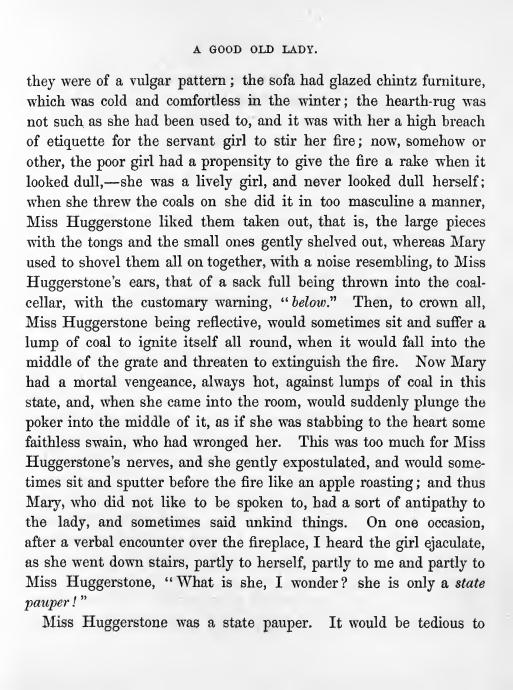 A GOOD OLD LADY.
they were of a vulgar pattern; the sofa had glazed chintz furniture,
which was cold and comfortless in the winter; the hearth-rug was
not such as she had been used to, and it was with her a high breach
of etiquette for the servant girl to stir her fire; now, somehow or
other, the poor girl had a propensity to give the fire a rake when it
looked dull,—she was a lively girl, and never looked dull herself;
when she threw the coals on she did it in too masculine a manner,
Miss Huggerstone liked them taken out, that is, the large pieces
with the tongs and the small ones gently shelved out, whereas Mary
used to shovel them all on together, with a noise resembling, to Miss
Huggerstone's ears, that of a sack full being thrown into the coal-
cellar, with the customary warning, "below." Then, to crown all,
Miss Huggerstone being reflective, would sometimes sit and suffer a
lump of coal to ignite itself all round, when it would fall into the
middle of the grate and threaten to extinguish the fire. Now Mary
had a mortal vengeance, always hot, against lumps of coal in this
state, and, when she came into the room, would suddenly plunge the
poker into the middle of it, as if she was stabbing to the heart some
faithless swain, who had wronged her. This was too much for Miss
Huggerstone's nerves, and she gently expostulated, and would some-
times sit and sputter before the fire like an apple roasting; and thus
Mary, who did not like to be spoken to, had a sort of antipathy to
the lady, and sometimes said unkind things. On one occasion,
after a verbal encounter over the fireplace, I heard the girl ejaculate,
as she went down stairs, partly to herself, partly to me and partly to
Miss Huggerstone, "What is she, I wonder? she is only a state
pauper!"
Miss Huggerstone was a state pauper. It would be tedious to